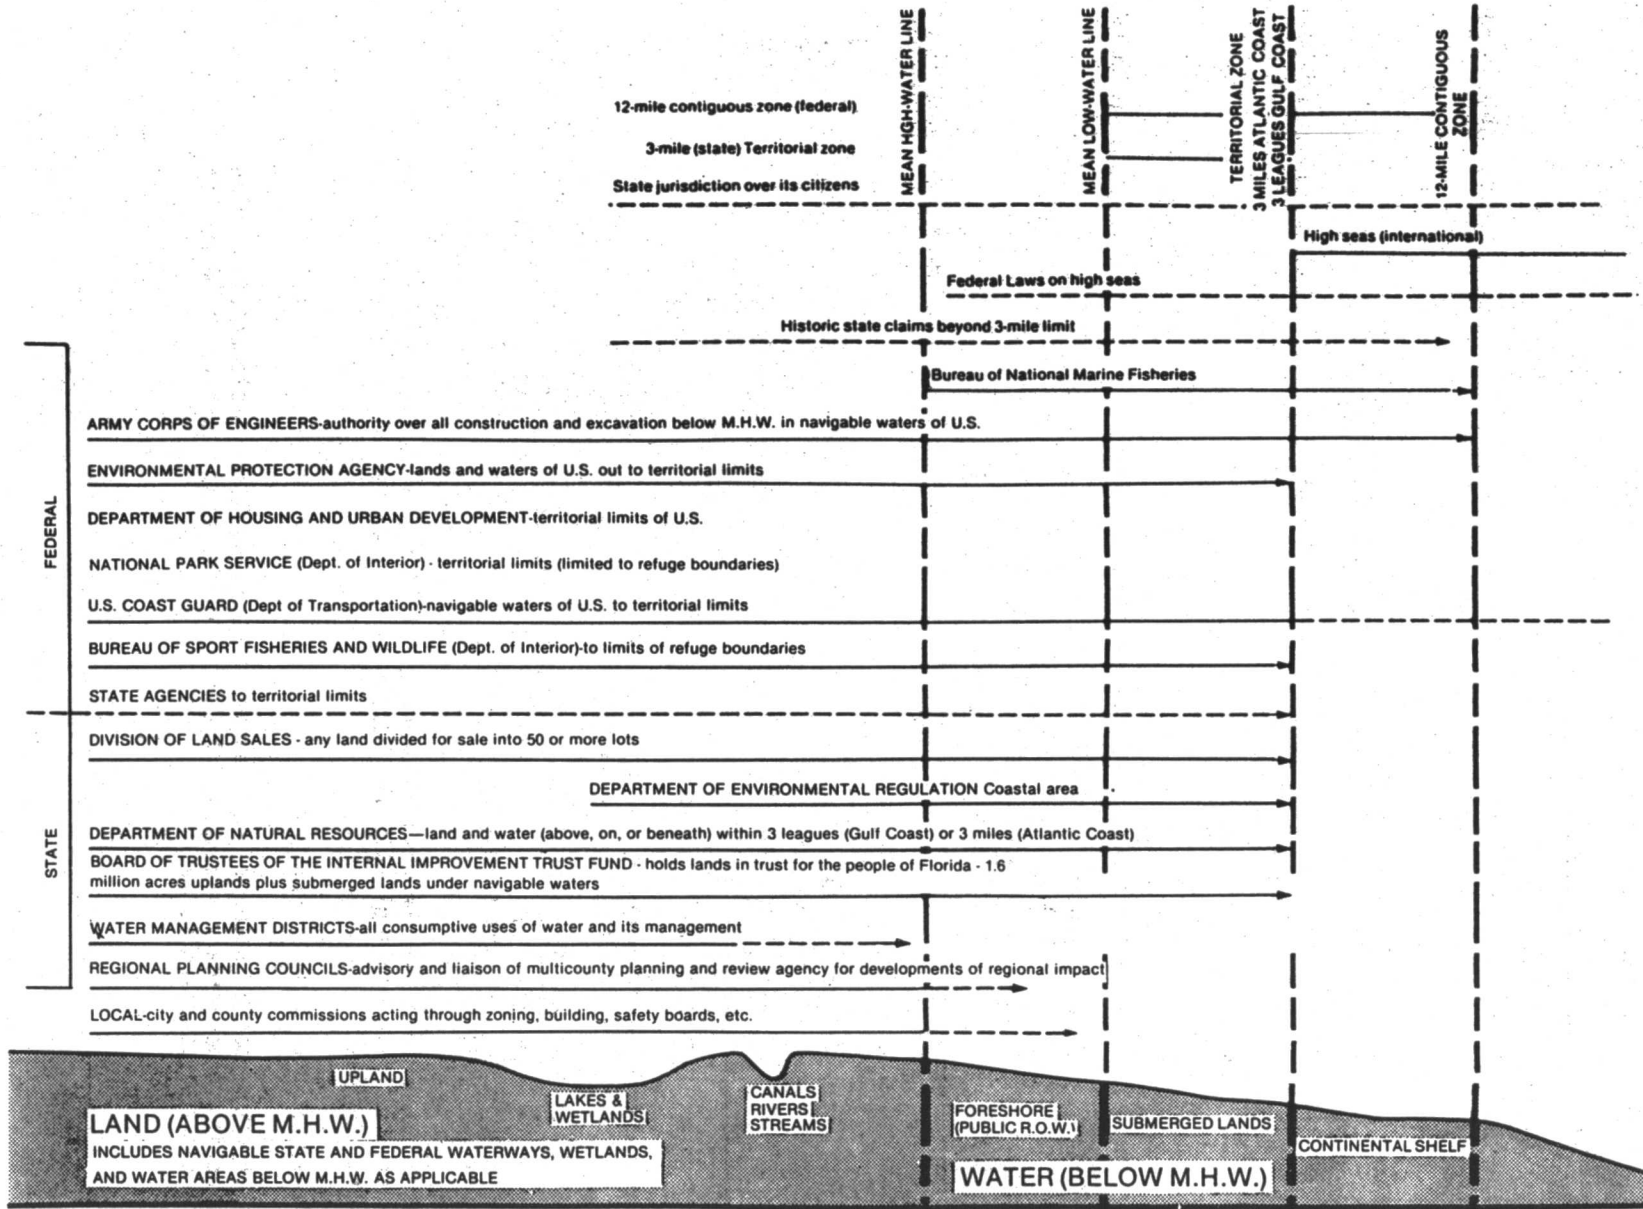 MEAN HGH-WATER LINE
MEAN LOW-WATER LINE
TERRITORIAL ZONE
3 MILES ATLANTIC COAST
3 LEAGUES GULF COAST
12-MILE CONTIGUOUS
ZONE
12-mile contiguous zone (federal)
3-mile (state) Territorial zone
State jurisdiction over its citizens
High seas (international)
Federal Laws on high seas
Historic state claims beyond 3-mile limit
Bureau of National Marine Fisheries
FEDERAL
ARMY CORPS OF ENGINEERS-authority over all construction and excavation below M.H.W. in navigable waters of U.S.
ENVIRONMENTAL PROTECTION AGENCY-lands and waters of U.S. out to territorial limits
DEPARTMENT OF HOUSING AND URBAN DEVELOPMENT-territorial limits of U.S.
NATIONAL PARK SERVICE (Dept. of Interior) - territorial limits (limited to refuge boundaries)
U.S. COAST GUARD (Dept of Transportation)-navigable waters of U.S. to territorial limits
BUREAU OF SPORT FISHERIES AND WILDLIFE (Dept. of Interior)-to limits of refuge boundaries
STATE AGENCIES to territorial limits
STATE
DIVISION OF LAND SALES - any land divided for sale into 50 or more lots
DEPARTMENT OF ENVIRONMENTAL REGULATION Coastal area
DEPARTMENT OF NATURAL RESOURCES—land and water (above, on, or beneath) within 3 leagues (Gulf Coast) or 3 miles (Atlantic Coast)
BOARD OF TRUSTEES OF THE INTERNAL IMPROVEMENT TRUST FUND - holds lands in trust for the people of Florida - 1.6
million acres uplands plus submerged lands under navigable waters
WATER MANAGEMENT DISTRICTS-all consumptive uses of water and its management
REGIONAL PLANNING COUNCILS-advisory and liaison of multicounty planning and review agency for developments of regional impact
LOCAL-city and county commissions acting through zoning, building, safety boards, etc.
UPLAND
LAKES &
WETLANDS
CANALS
RIVERS
STREAMS
FORESHORE
(PUBLIC R.O.W.)
SUBMERGED LANDS
CONTINENTAL SHELF
LAND (ABOVE M.H.W.)
INCLUDES NAVIGABLE STATE AND FEDERAL WATERWAYS, WETLANDS,
AND WATER AREAS BELOW M.H.W. AS APPLICABLE
WATER (BELOW M.H.W.)